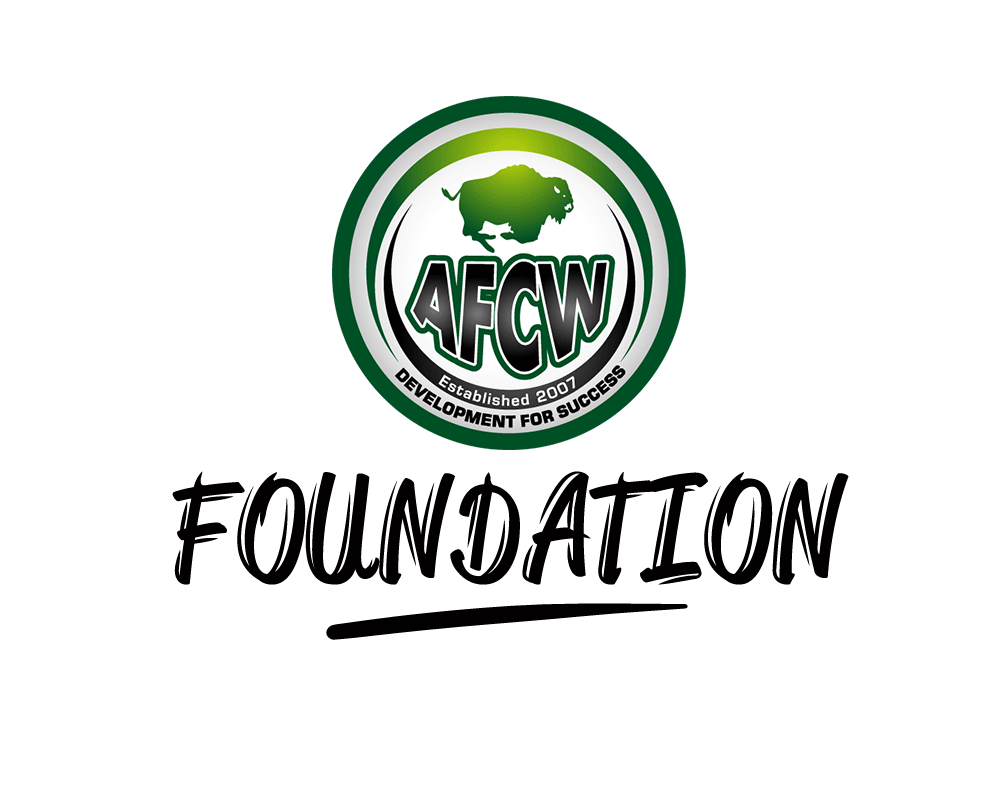 AFCW
Established 2007
DEVELOPMENT FOR SUCCESS
FOUNDATION